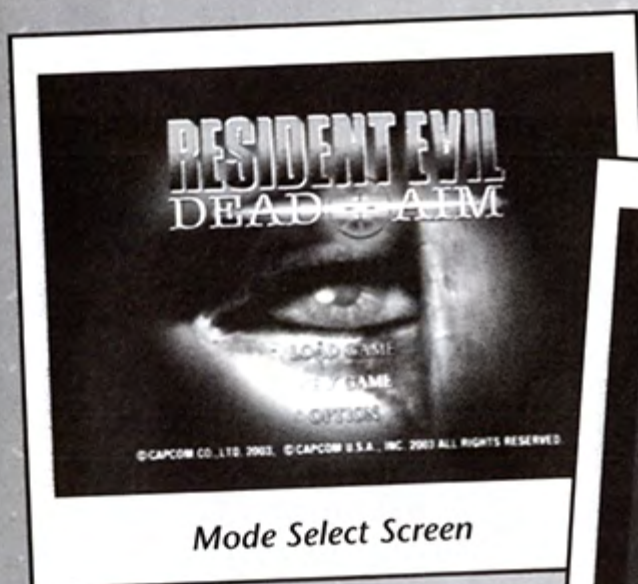 RESIDENT EVIL
DEAD AIM
LOAD GAME
NEW GAME
OPTION
©CAPCOM CO.,LTD. 2003, ©CAPCOM U.S.A., INC. 2003 ALL RIGHTS RESERVED.
Mode Select Screen